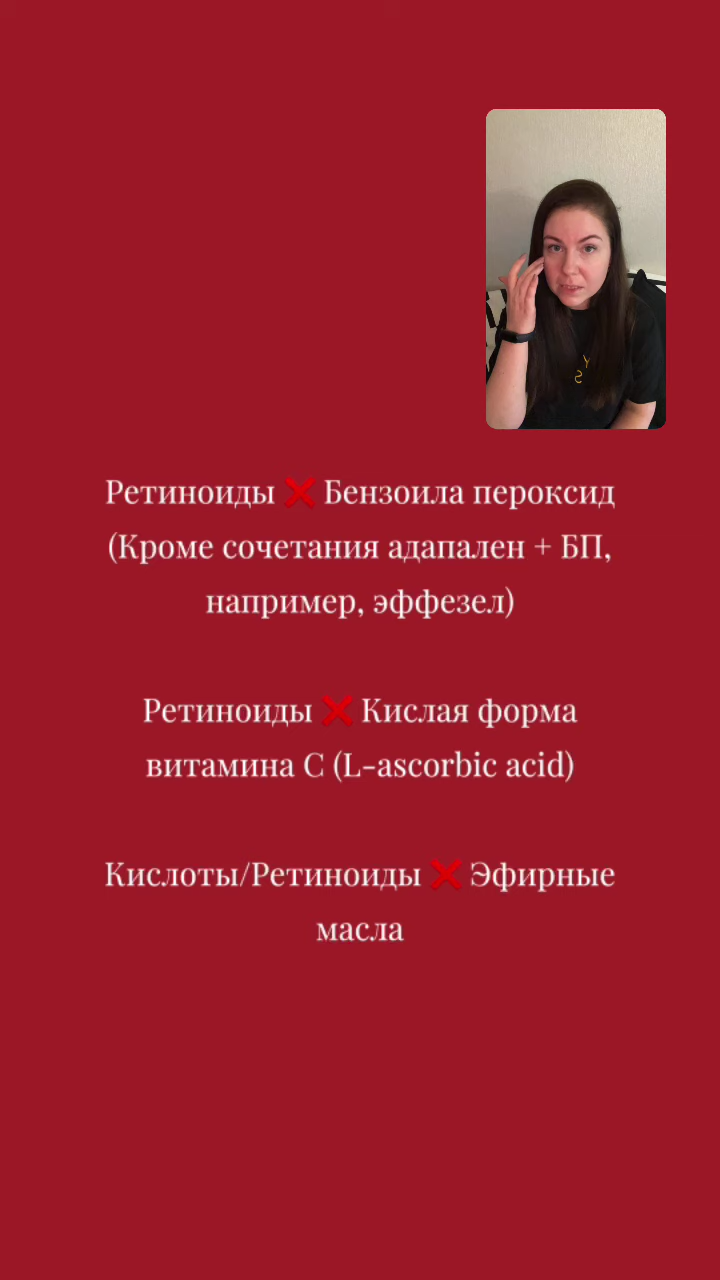 Ретиноиды ❌ Бензоила пероксид
(Кроме сочетания адапален + БП,
например, эффезел)
Ретиноиды ❌ Кислая форма
витамина С (L-ascorbic acid)
Кислоты/Ретиноиды ❌ Эфирные
масла